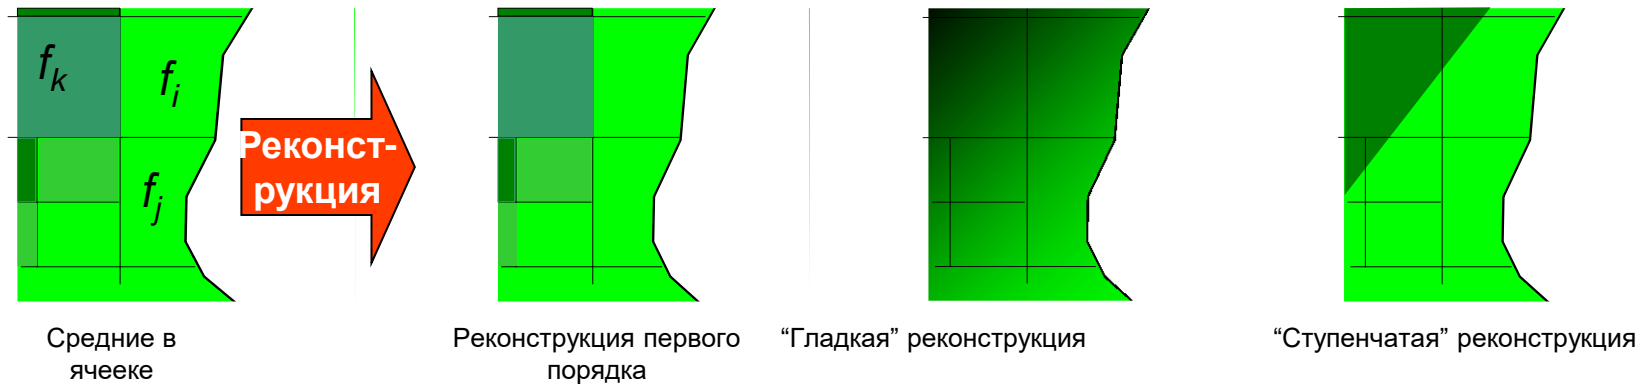 f_k
f_i
f_j
Реконст-
рукция
Средние в
ячееке
Реконструкция первого
порядка
“Гладкая” реконструкция
“Ступенчатая” реконструкция